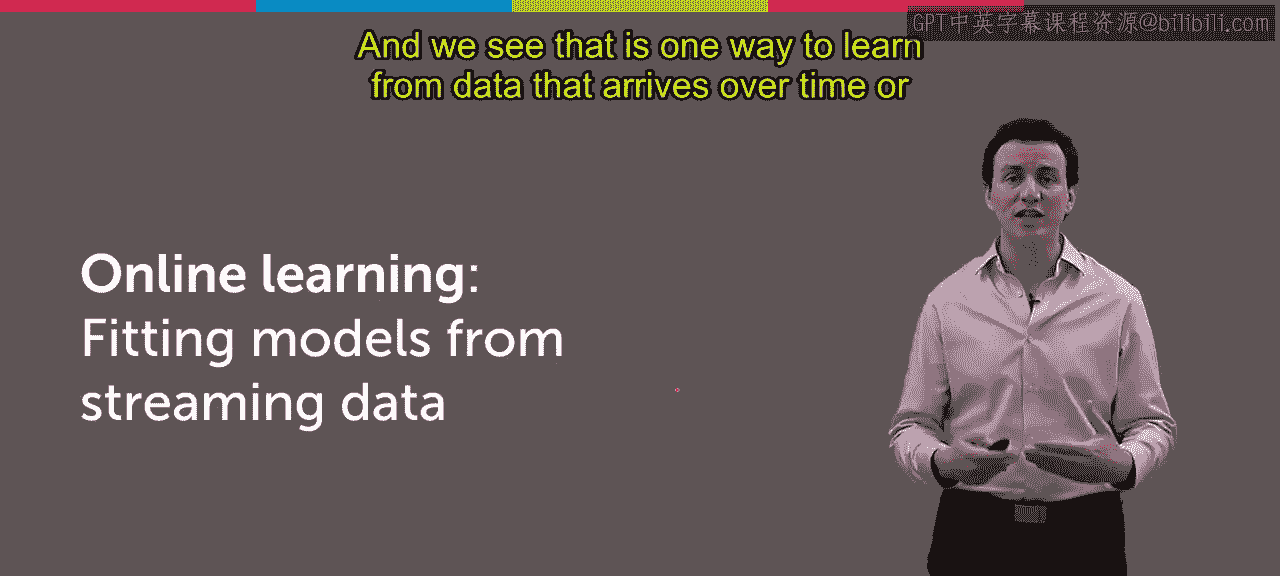 GPT中英字幕课程资源@bilibili.com
And we see that is one way to learn
from data that arrives over time or
Online learning:
Fitting models from
streaming data